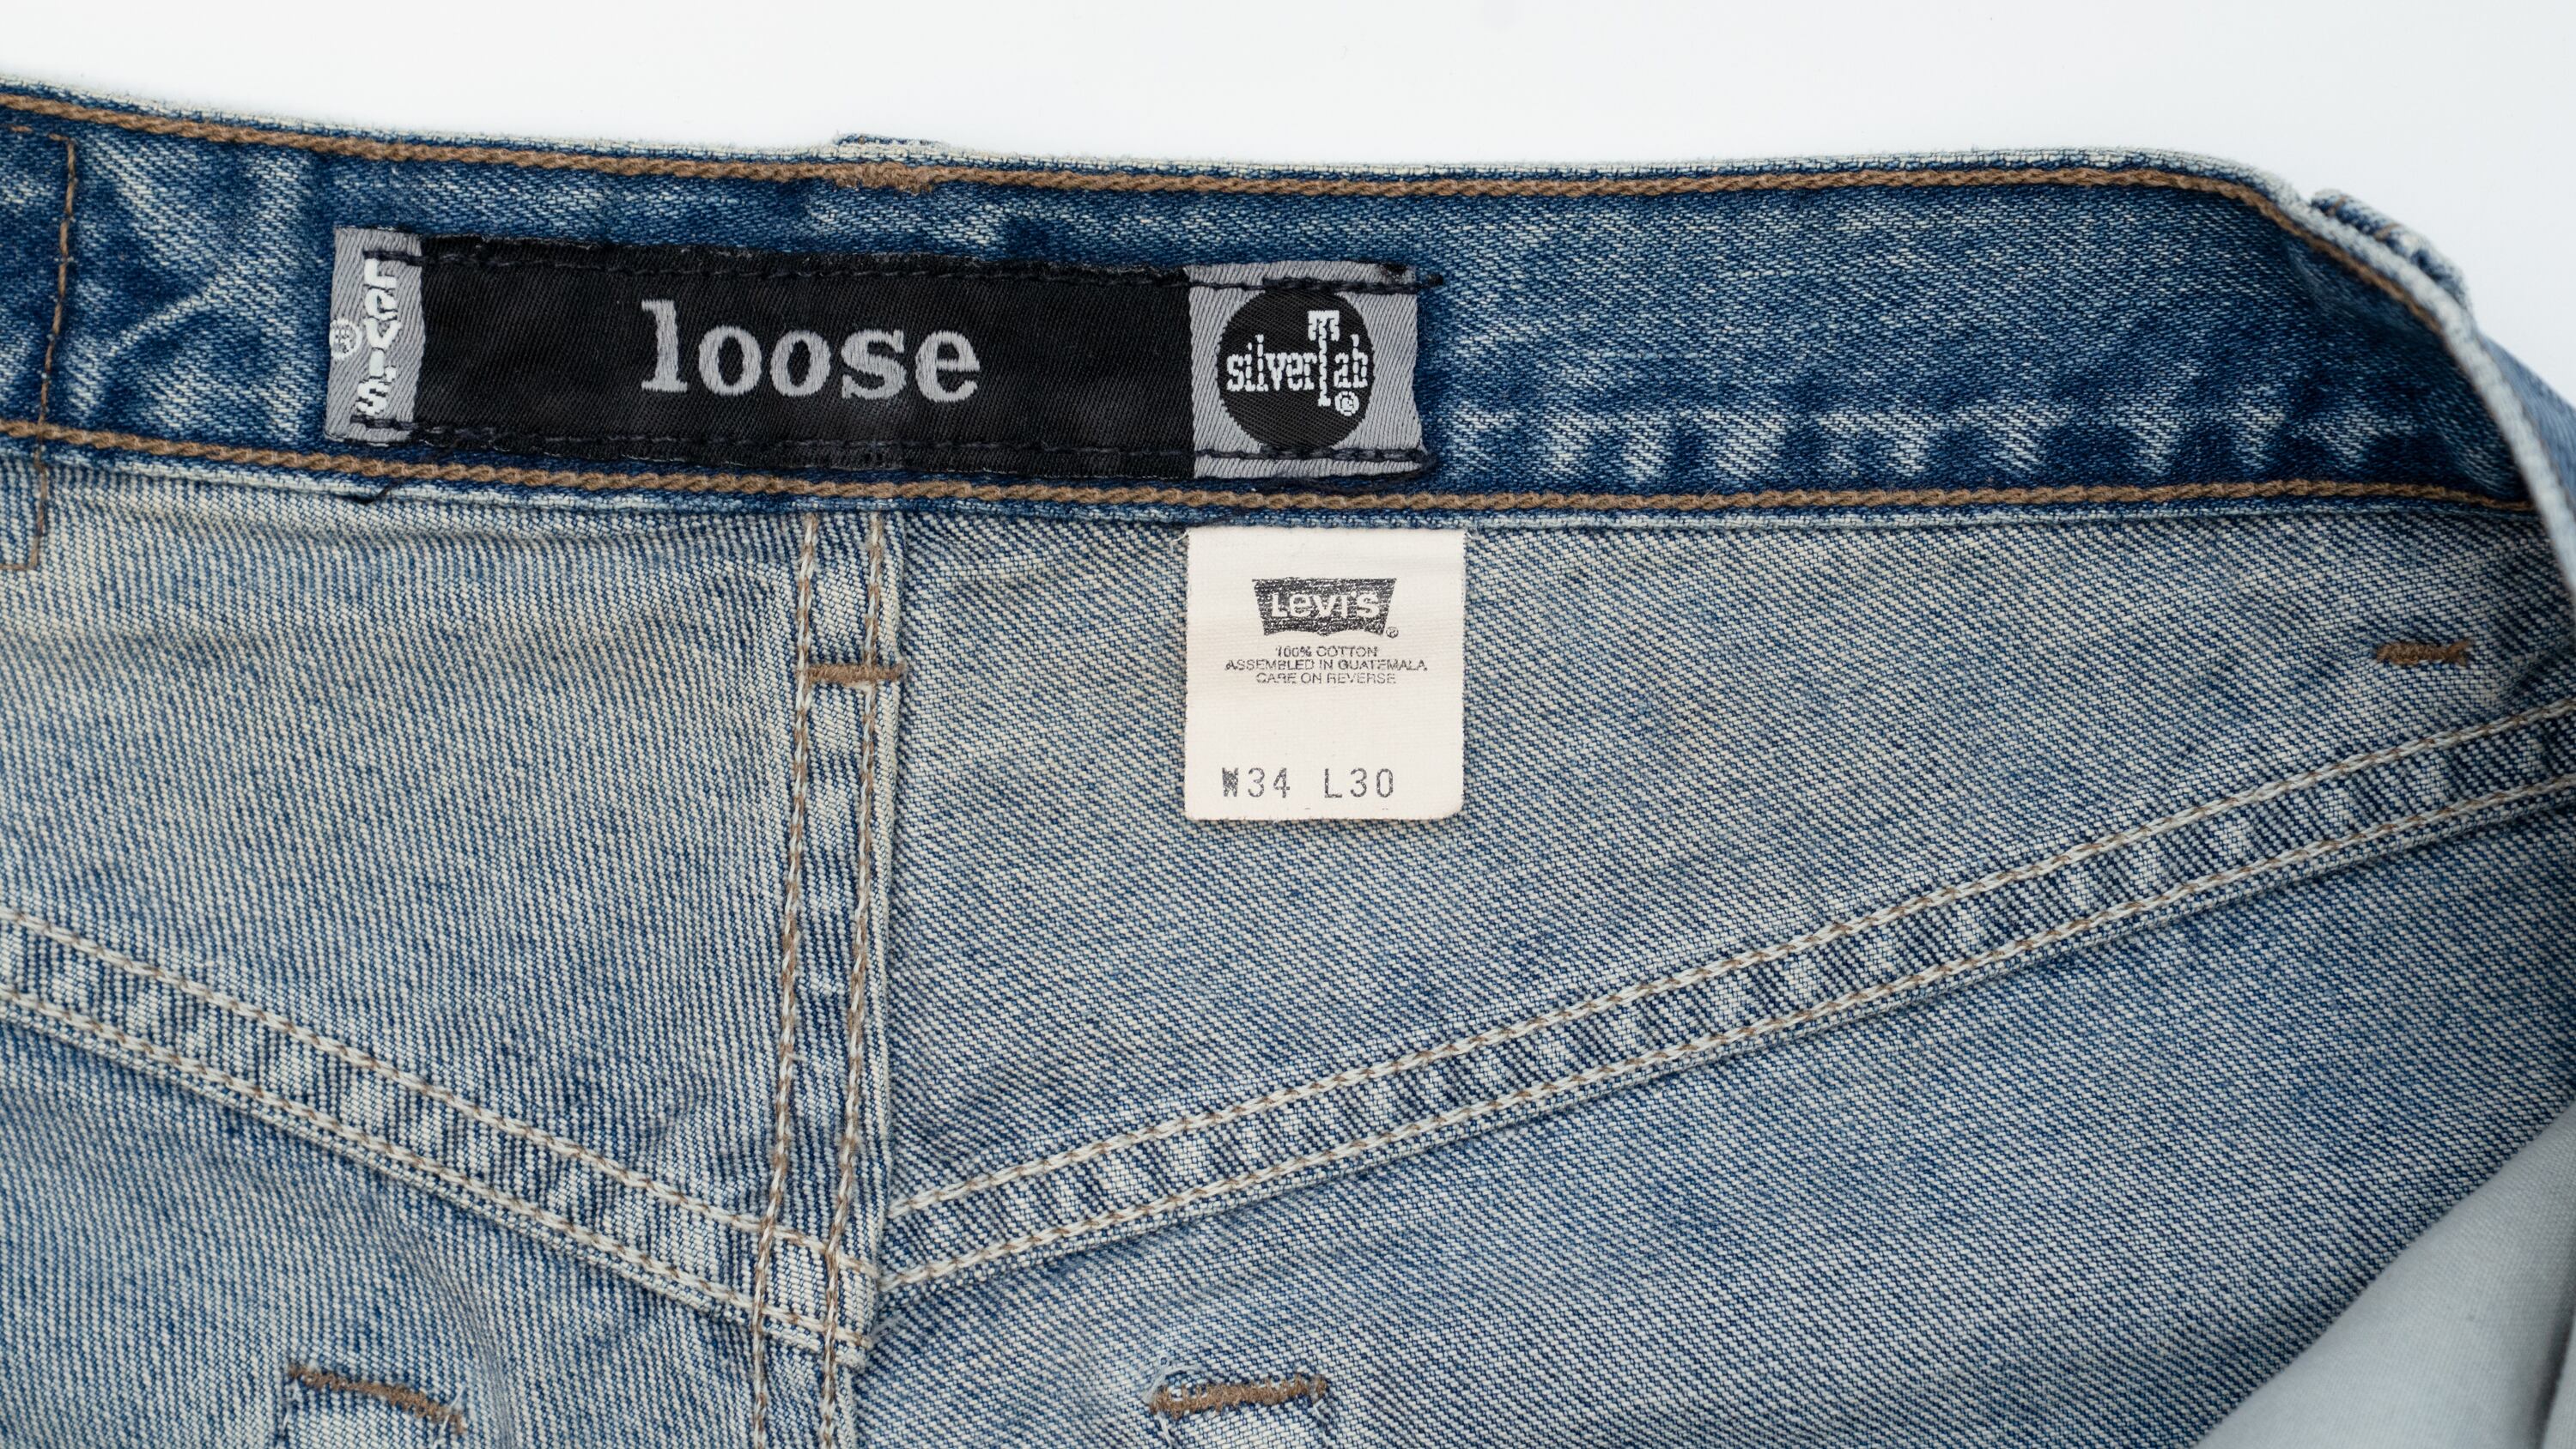 Levi's®
loose
silverTab®
Levi's®
100% COTTON
ASSEMBLED IN GUATEMALA
CARE ON REVERSE
W34 L30